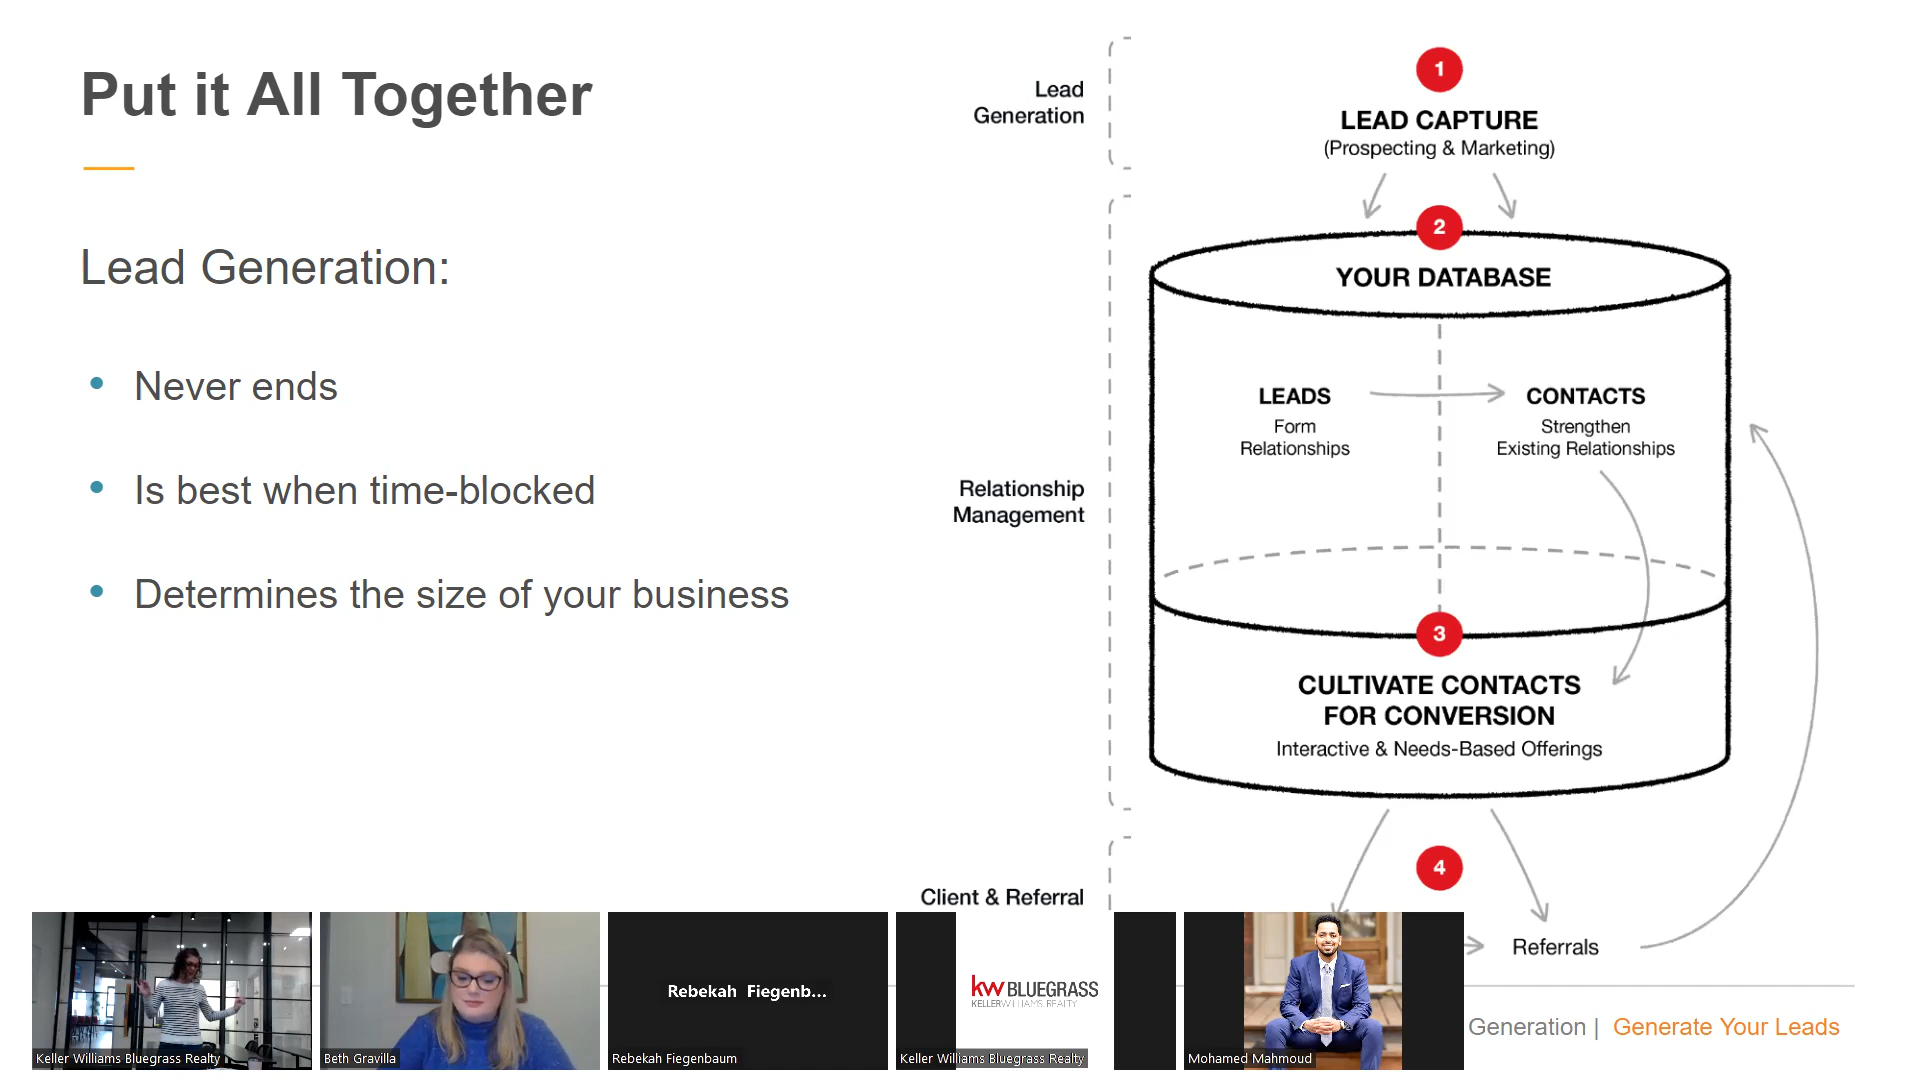 Put it All Together
Lead Generation:
• Never ends
• Is best when time-blocked
• Determines the size of your business
Lead
Generation
1
LEAD CAPTURE
(Prospecting & Marketing)
2
YOUR DATABASE
LEADS
Form
Relationships
CONTACTS
Strengthen
Existing Relationships
Relationship
Management
3
CULTIVATE CONTACTS
FOR CONVERSION
Interactive & Needs-Based Offerings
4
Client & Referral
Referrals
Generation | Generate Your Leads
Keller Williams Bluegrass Realty
Beth Gravilla
Rebekah Fiegenb...
Rebekah Fiegenbaum
kw BLUEGRASS
KELLERWILLIAMS. REALTY
Keller Williams Bluegrass Realty
Mohamed Mahmoud